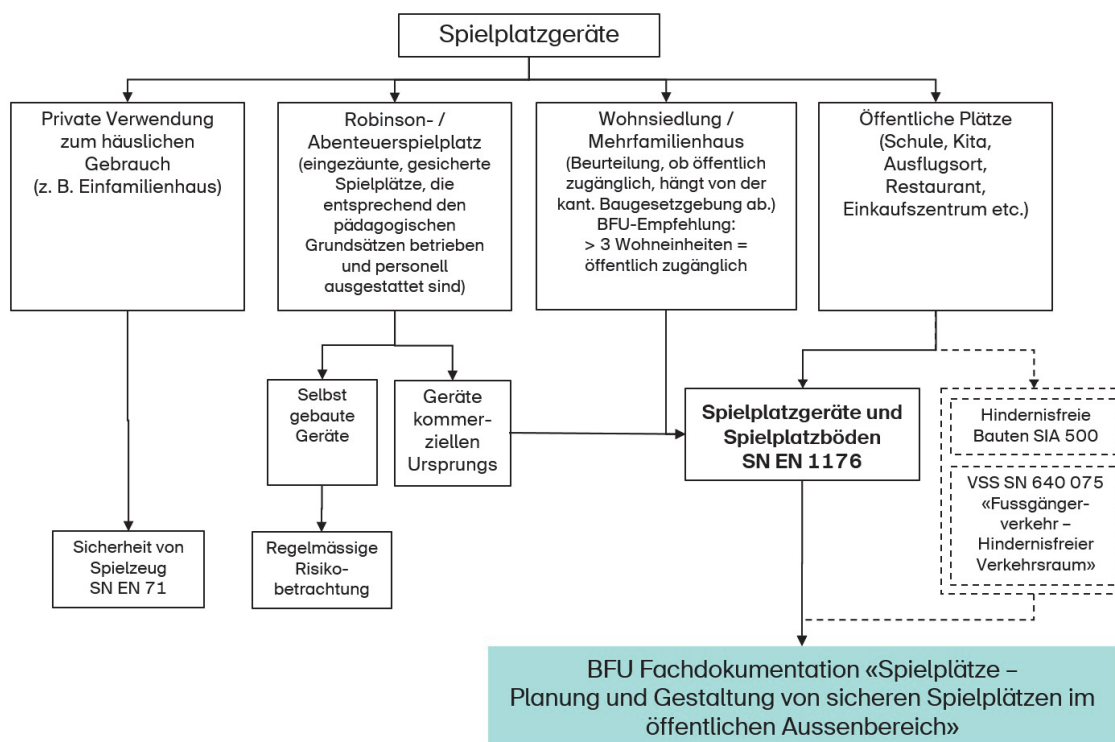 Spielplatzgeräte
Private Verwendung
zum häuslichen
Gebrauch
(z. B. Einfamilienhaus)
Robinson- /
Abenteuerspielplatz
(eingezäunte, gesicherte
Spielplätze, die
entsprechend den
pädagogischen
Grundsätzen betrieben
und personell
ausgestattet sind)
Wohnsiedlung /
Mehrfamilienhaus
(Beurteilung, ob öffentlich
zugänglich, hängt von der
kant. Baugesetzgebung ab.)
BFU-Empfehlung:
> 3 Wohneinheiten =
öffentlich zugänglich
Öffentliche Plätze
(Schule, Kita,
Ausflugsort,
Restaurant,
Einkaufszentrum etc.)
Selbst
gebaute
Geräte
Geräte
kommer-
ziellen
Ursprungs
Spielplatzgeräte und
Spielplatzböden
SN EN 1176
Hindernisfreie
Bauten SIA 500
VSS SN 640 075
«Fussgänger-
verkehr –
Hindernisfreier
Verkehrsraum»
Sicherheit von
Spielzeug
SN EN 71
Regelmässige
Risiko-
betrachtung
BFU Fachdokumentation «Spielplätze –
Planung und Gestaltung von sicheren Spielplätzen im
öffentlichen Aussenbereich»